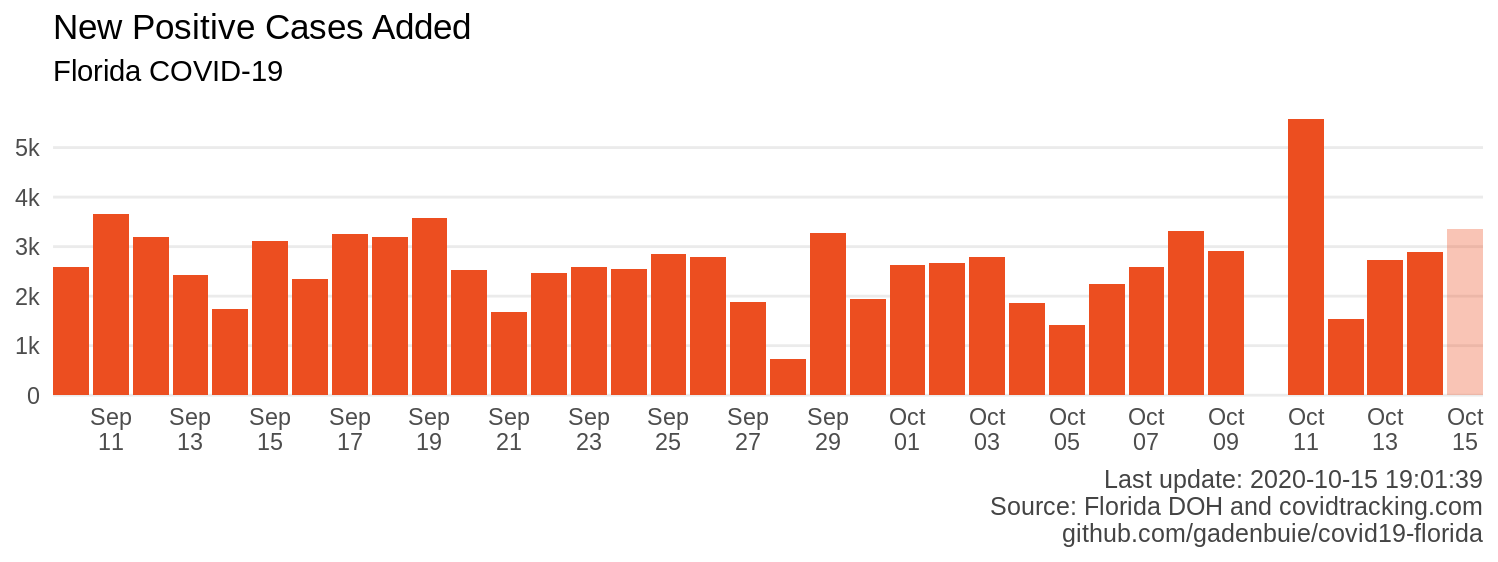 New Positive Cases Added
Florida COVID-19
5k
4k
3k
2k
1k
0
Sep Sep Sep Sep Sep Sep Sep Sep Sep Sep Oct Oct Oct Oct Oct Oct Oct Oct
11 13 15 17 19 21 23 25 27 29 01 03 05 07 09 11 13 15
Last update: 2020-10-15 19:01:39
Source: Florida DOH and covidtracking.com
github.com/gadenbuie/covid19-florida